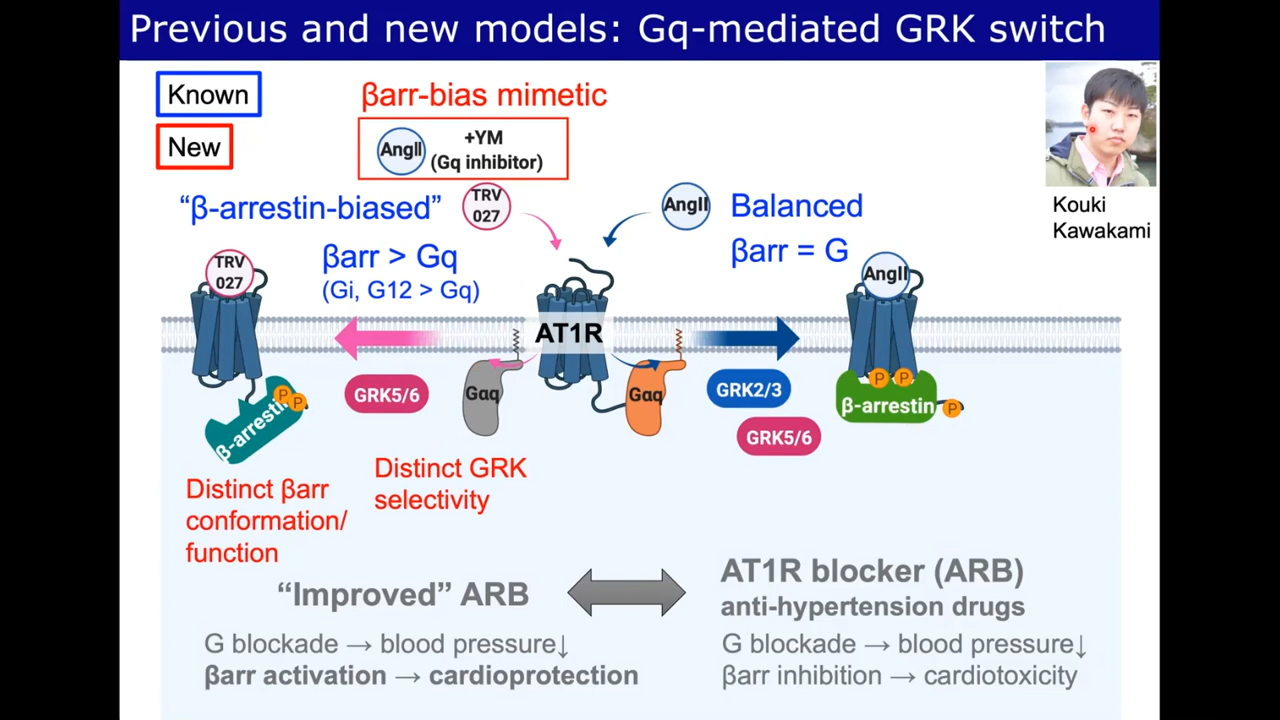 Previous and new models: Gq-mediated GRK switch
Known
New
βarr-bias mimetic
AngII
+YM
(Gq inhibitor)
Kouki
Kawakami
“β-arrestin-biased”
TRV
027
AngII
Balanced
βarr = G
βarr > Gq
(Gi, G12 > Gq)
TRV
027
AngII
AT1R
GRK5/6
Gαq
Gαq
GRK2/3
GRK5/6
P
P
β-arrestin
P
P
β-arrestin
P
Distinct GRK
selectivity
Distinct βarr
conformation/
function
“Improved” ARB
G blockade → blood pressure↓
βarr activation → cardioprotection
AT1R blocker (ARB)
anti-hypertension drugs
G blockade → blood pressure↓
βarr inhibition → cardiotoxicity